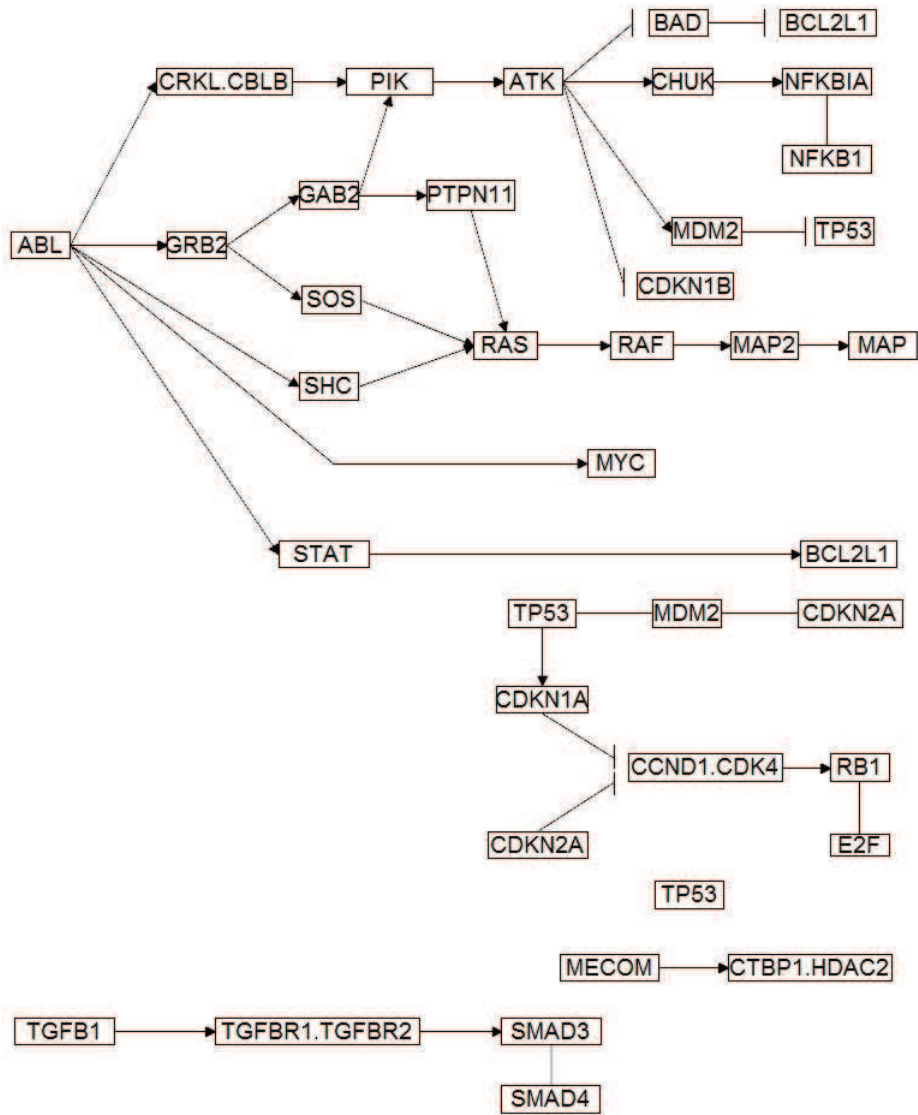 BAD BCL2L1
CRKL.CBLB PIK ATK CHUK NFKBIA
NFKB1
GAB2 PTPN11
ABL GRB2 MDM2 TP53
SOS CDKN1B
RAS RAF MAP2 MAP
SHC
MYC
STAT BCL2L1
TP53 MDM2 CDKN2A
CDKN1A
CCND1.CDK4 RB1
CDKN2A E2F
TP53
MECOM CTBP1.HDAC2
TGFB1 TGFBR1.TGFBR2 SMAD3
SMAD4